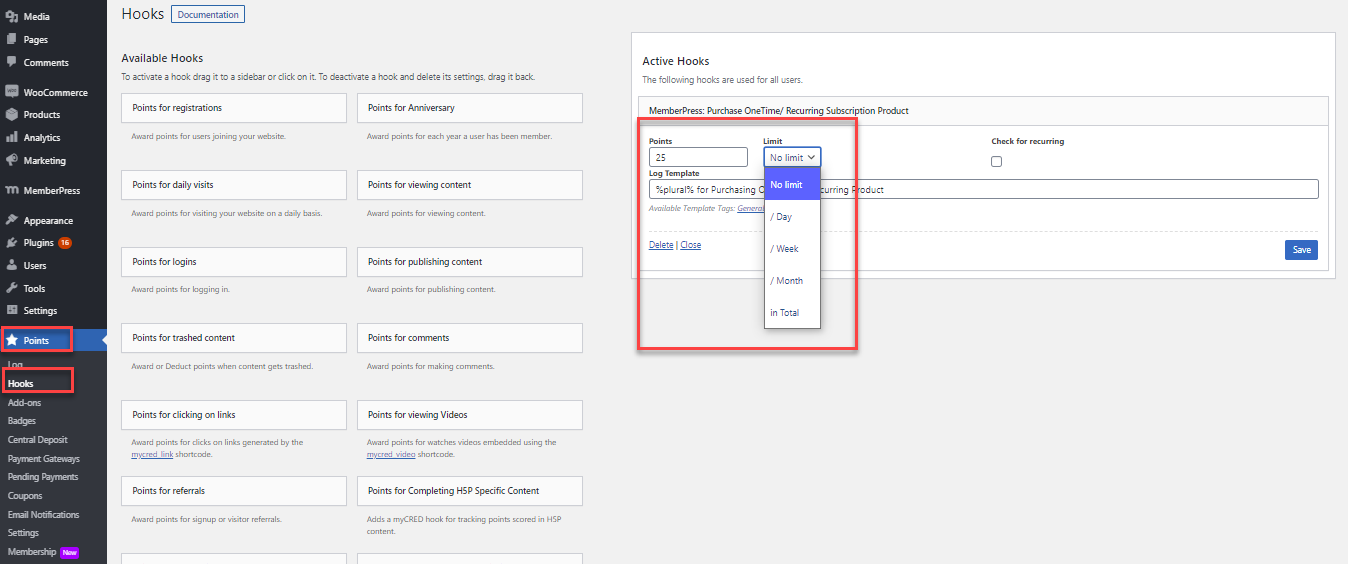 Media
Pages
Comments
WooCommerce
Products
Analytics
Marketing
MemberPress
Appearance
Plugins 16
Users
Tools
Settings
Points
Log
Hooks
Add-ons
Badges
Central Deposit
Payment Gateways
Pending Payments
Coupons
Email Notifications
Settings
Membership New
Hooks Documentation
Available Hooks
To activate a hook drag it to a sidebar or click on it. To deactivate a hook and delete its settings, drag it back.
Points for registrations
Award points for users joining your website.
Points for Anniversary
Award points for each year a user has been member.
Points for daily visits
Award points for visiting your website on a daily basis.
Points for viewing content
Award points for viewing content.
Points for logins
Award points for logging in.
Points for publishing content
Award points for publishing content.
Points for trashed content
Award or Deduct points when content gets trashed.
Points for comments
Award points for making comments.
Points for clicking on links
Award points for clicks on links generated by the
mycred_link shortcode.
Points for viewing Videos
Award points for watches videos embedded using the
mycred_video shortcode.
Points for referrals
Award points for signup or visitor referrals.
Points for Completing H5P Specific Content
Adds a myCRED hook for tracking points scored in H5P
content.
Active Hooks
The following hooks are used for all users.
MemberPress: Purchase OneTime/ Recurring Subscription Product
Points
25
Limit
No limit
Check for recurring
No limit
/ Day
/ Week
/ Month
in Total
Log Template
%plural% for Purchasing O curring Product
Available Template Tags: General
Delete | Close
Save